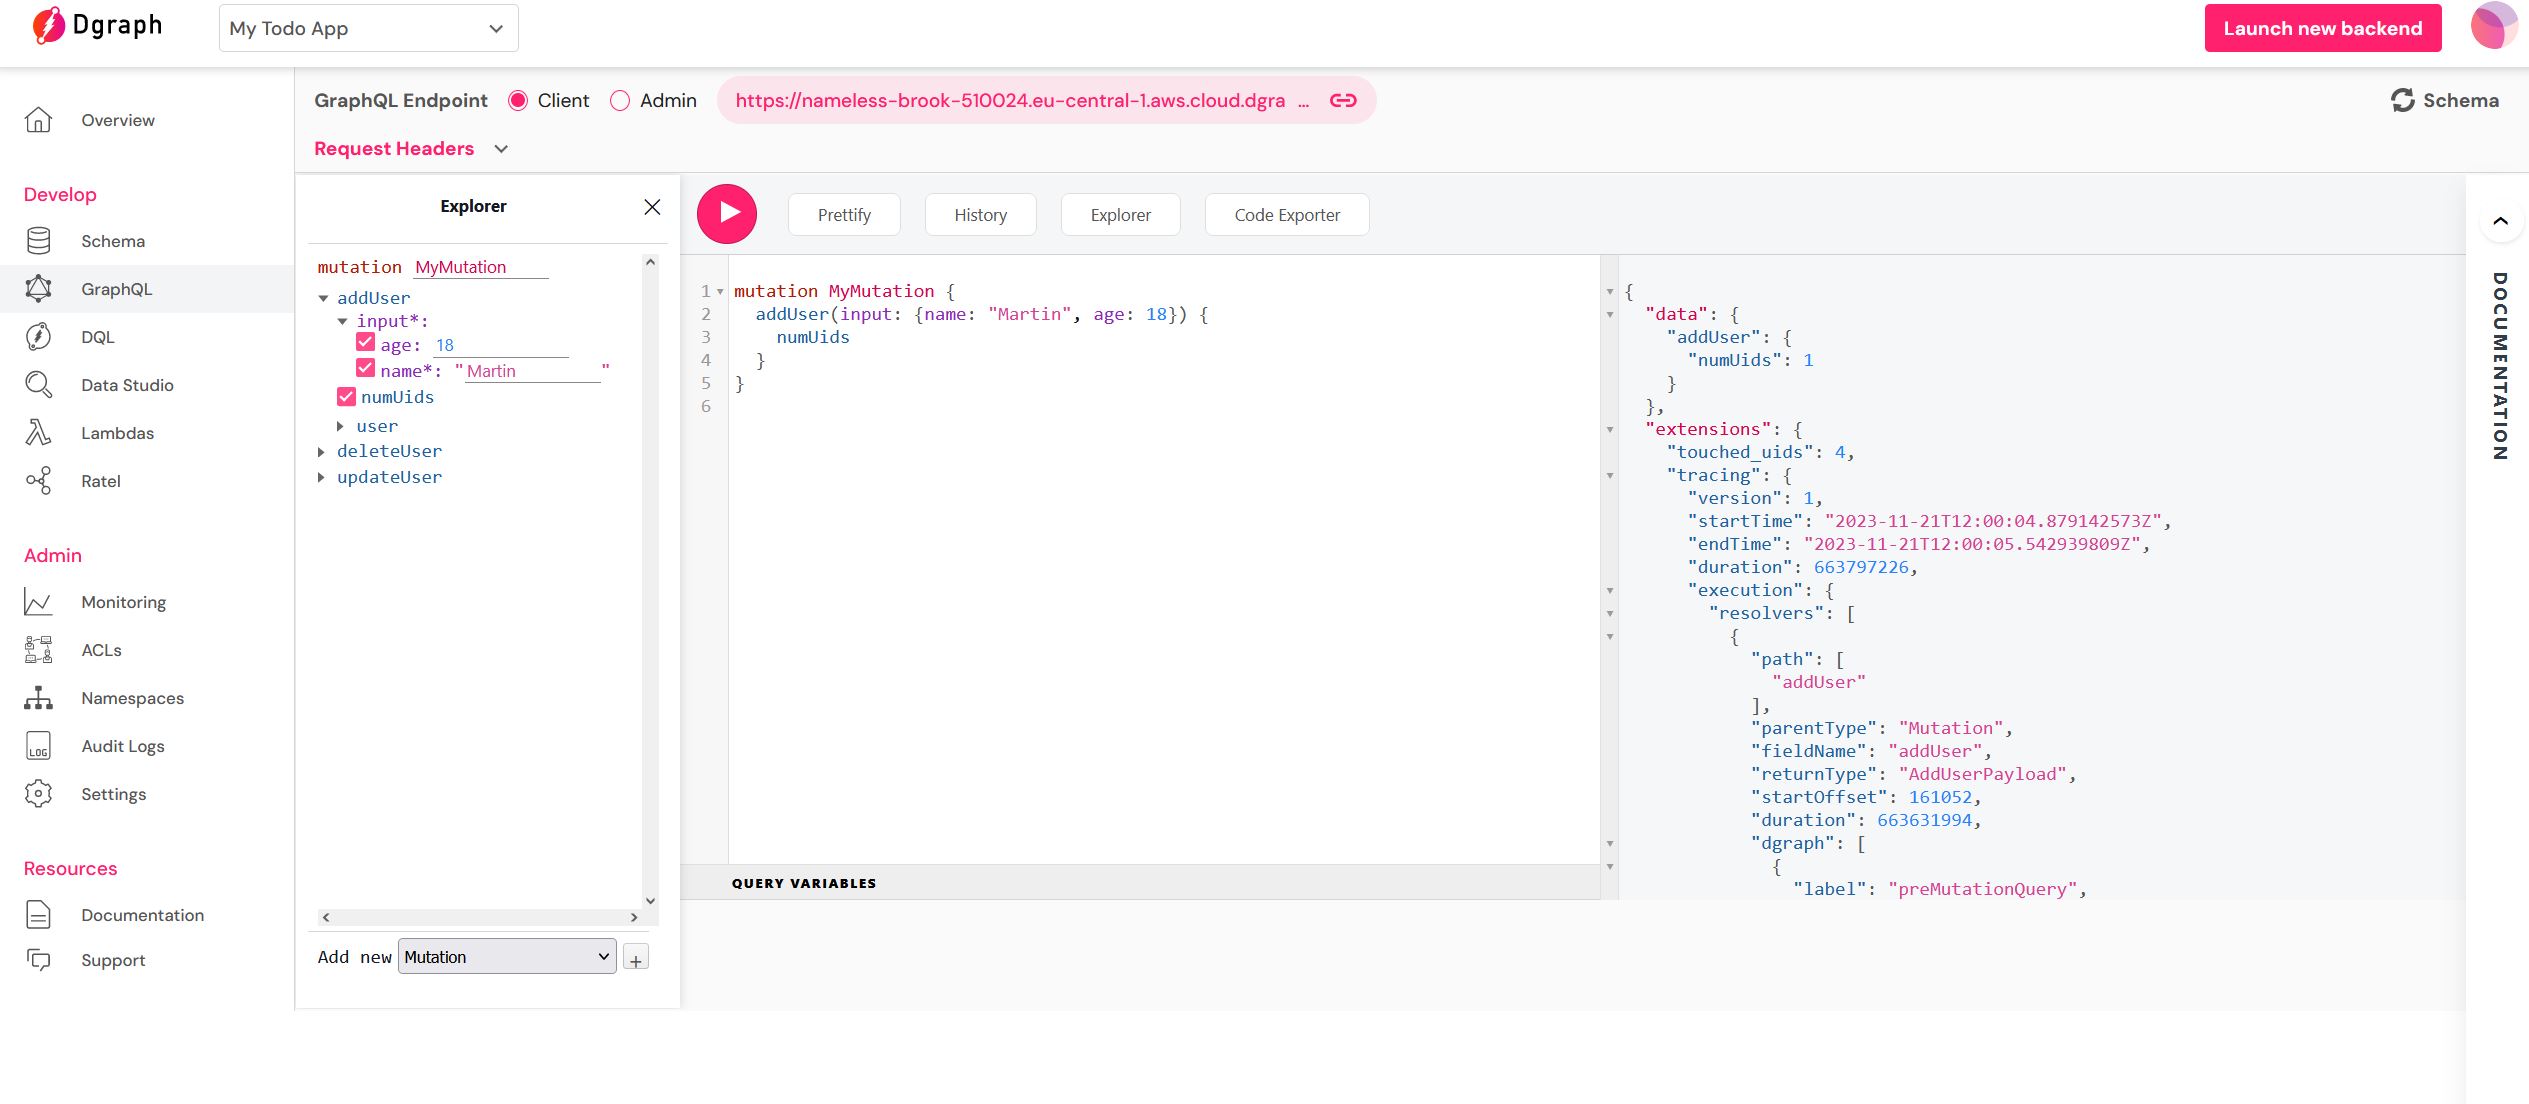 Dgraph
My Todo App
Launch new backend
GraphQL Endpoint Client Admin https://nameless-brook-510024.eu-central-1.aws.cloud.dgra ...
Schema
Request Headers
Overview
Develop
Schema
GraphQL
DQL
Data Studio
Lambdas
Ratel
Admin
Monitoring
ACLs
Namespaces
LOG
Audit Logs
Settings
Resources
Documentation
Support
Explorer
mutation MyMutation
addUser
input*:
age: 18
name*: "Martin"
numUids
user
deleteUser
updateUser
Add new Mutation +
Prettify
History
Explorer
Code Exporter
1 mutation MyMutation {
2 addUser(input: {name: "Martin", age: 18}) {
3 numUids
4 }
5 }
6
QUERY VARIABLES
{
"data": {
"addUser": {
"numUids": 1
}
},
"extensions": {
"touched_uids": 4,
"tracing": {
"version": 1,
"startTime": "2023-11-21T12:00:04.879142573Z",
"endTime": "2023-11-21T12:00:05.542939809Z",
"duration": 663797226,
"execution": {
"resolvers": [
{
"path": [
"addUser"
],
"parentType": "Mutation",
"fieldName": "addUser",
"returnType": "AddUserPayload",
"startOffset": 161052,
"duration": 663631994,
"dgraph": [
{
"label": "preMutationQuery",
DOCUMENTATION